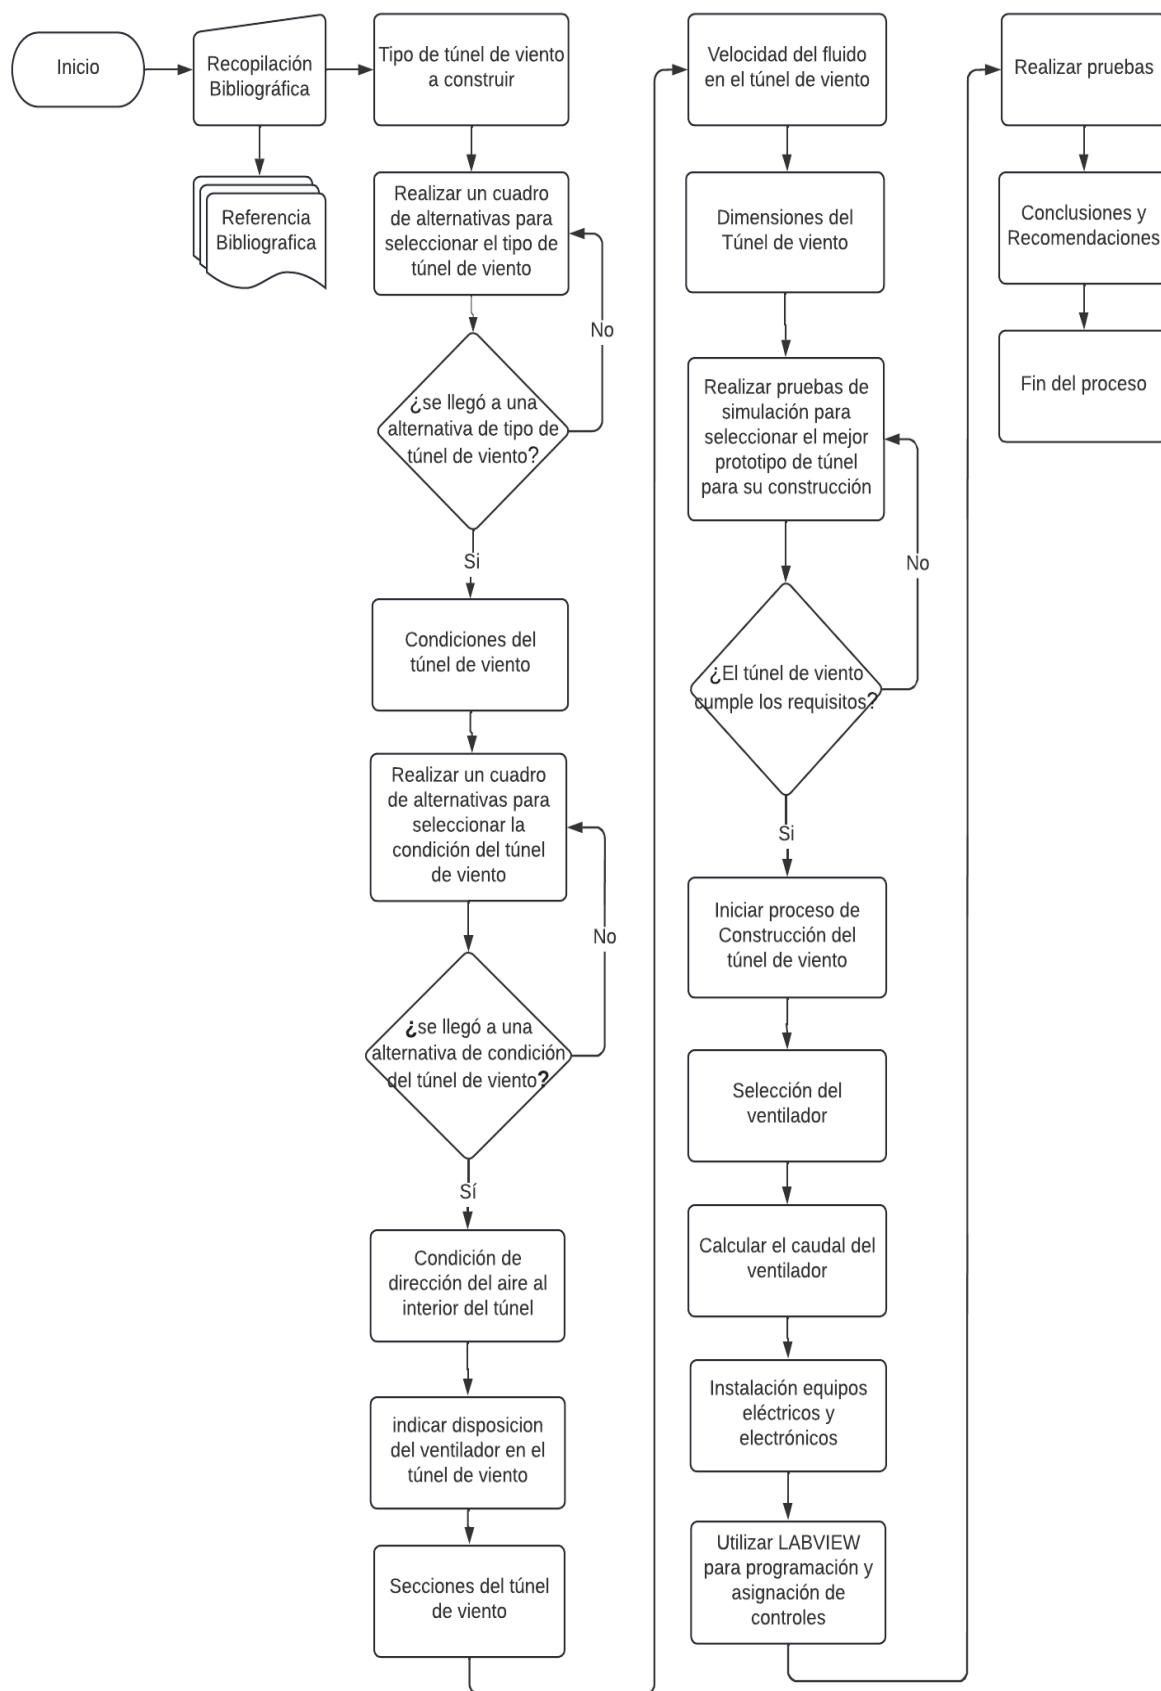 Inicio
Recopilación
Bibliográfica
Referencia
Bibliografica
Tipo de túnel de viento
a construir
Realizar un cuadro
de alternativas para
seleccionar el tipo de
túnel de viento
No
¿se llegó a una
alternativa de tipo de
túnel de viento?
Si
Condiciones del
túnel de viento
Realizar un cuadro
de alternativas para
seleccionar la
condición del túnel
de viento
No
¿se llegó a una
alternativa de condición
del túnel de viento?
Sí
Condición de
dirección del aire al
interior del túnel
indicar disposicion
del ventilador en el
túnel de viento
Secciones del túnel
de viento
Velocidad del fluido
en el túnel de viento
Dimensiones del
Túnel de viento
Realizar pruebas de
simulación para
seleccionar el mejor
prototipo de túnel
para su construcción
No
¿El túnel de viento
cumple los requisitos?
Si
Iniciar proceso de
Construcción del
túnel de viento
Selección del
ventilador
Calcular el caudal del
ventilador
Instalación equipos
eléctricos y
electrónicos
Utilizar LABVIEW
para programación y
asignación de
controles
Realizar pruebas
Conclusiones y
Recomendaciones
Fin del proceso